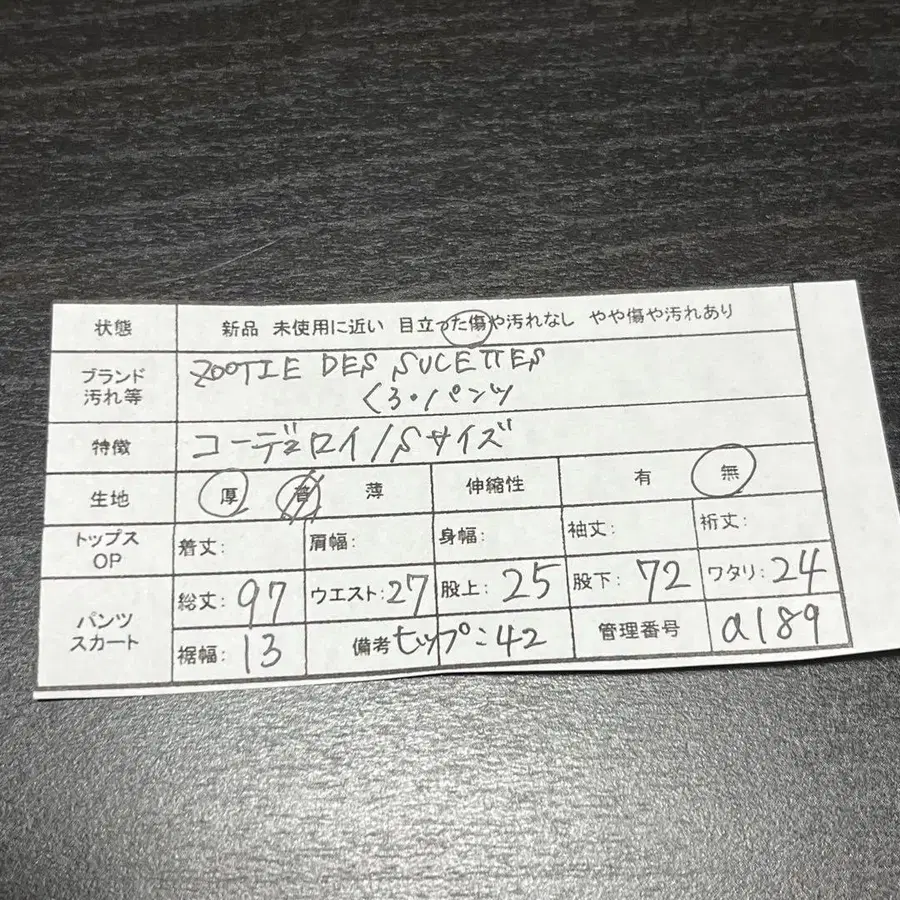 状態 新品 未使用に近い 目立った傷や汚れなし やや傷や汚れあり
ブランド 汚れ等 ZOOTIE DES SUCETTES
くろ・パンツ
特徴 コーデュロイ/Sサイズ
生地 厚 普 薄 伸縮性 有 無
トップス OP 着丈: 肩幅: 身幅: 袖丈: 裄丈:
パンツ スカート 総丈: 97 ウエスト: 27 股上: 25 股下: 72 ワタリ: 24
裾幅: 13 備考 ヒップ: 42 管理番号 a189